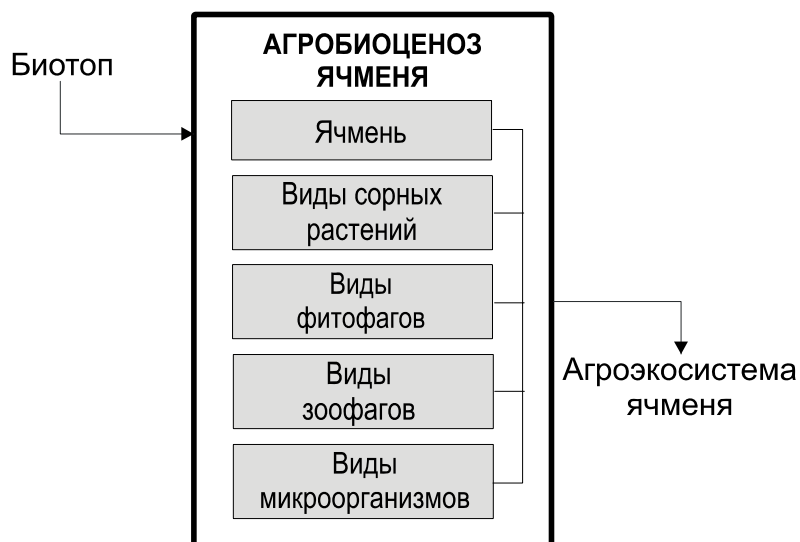 Биотоп
АГРОБИОЦЕНОЗ
ЯЧМЕНЯ
Ячмень
Виды сорных
растений
Виды
фитофагов
Виды
зоофагов
Виды
микроорганизмов
Агроэкосистема
ячменя